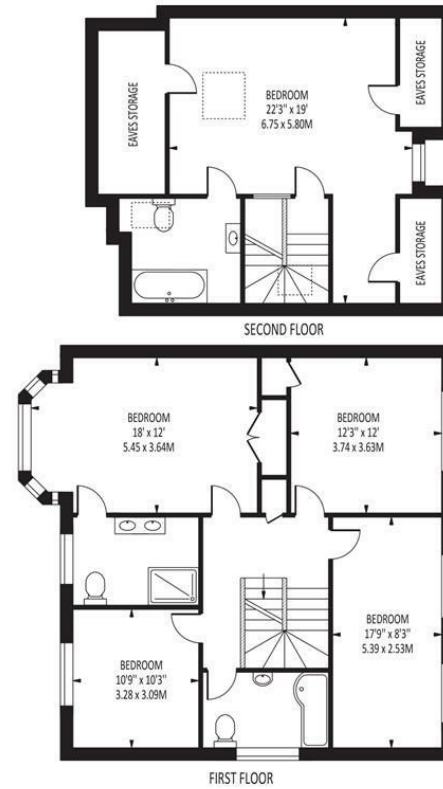 EAVES STORAGE
BEDROOM
22'3" x 19'
6.75 x 5.80M
EAVES STORAGE
EAVES STORAGE
SECOND FLOOR
BEDROOM
18' x 12'
5.45 x 3.64M
BEDROOM
12'3" x 12'
3.74 x 3.63M
BEDROOM
17'9" x 8'3"
5.39 x 2.53M
BEDROOM
10'9" x 10'3"
3.28 x 3.09M
FIRST FLOOR